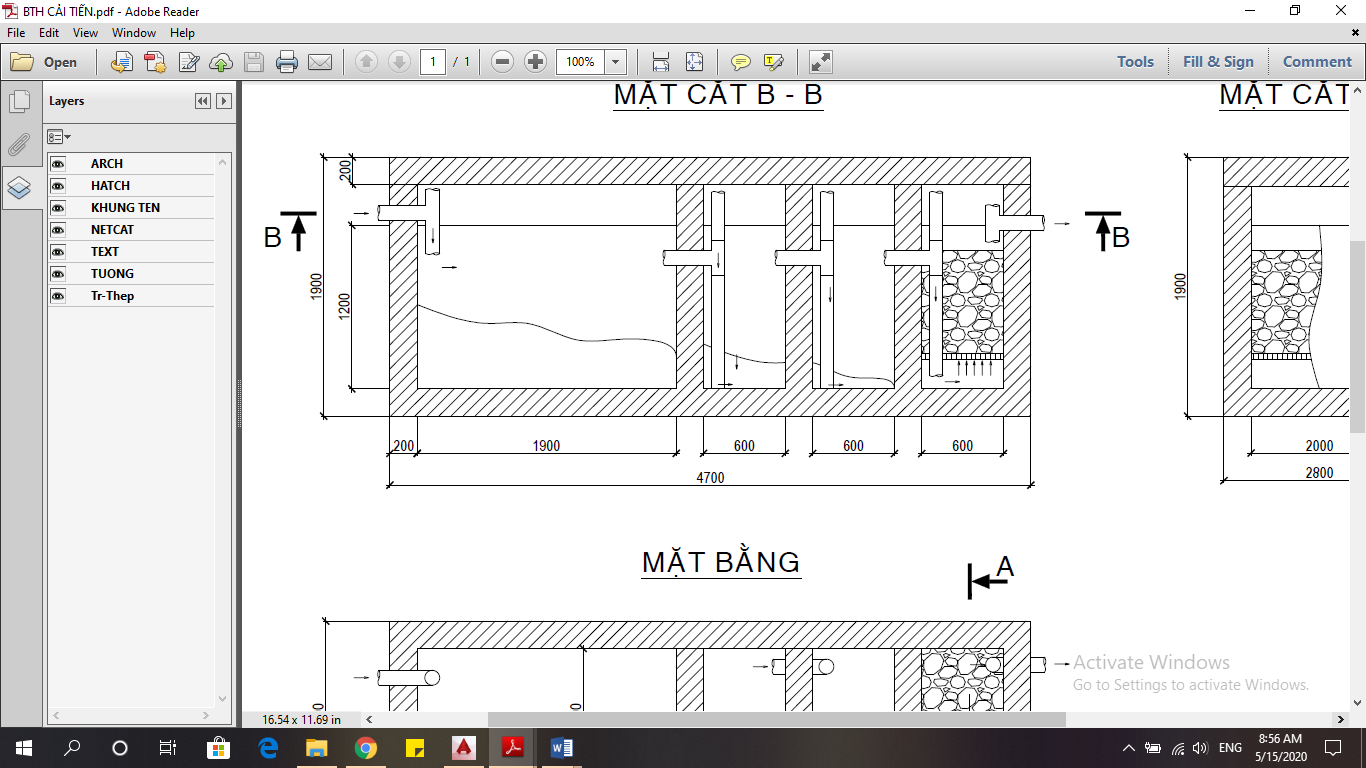 BTH CẢI TIẾN.pdf - Adobe Reader
File Edit View Window Help
Open 1 / 1 100% Tools Fill & Sign Comment
Layers
ARCH
HATCH
KHUNG TEN
NETCAT
TEXT
TUONG
Tr-Thep
MẶT CẮT B - B
MẶT CẮT
200
B
B
1900
1200
1900
200 1900 600 600 600
4700
2000
2800
MẶT BẰNG
A
Activate Windows
Go to Settings to activate Windows.
16.54 x 11.69 in
ENG
8:56 AM
5/15/2020